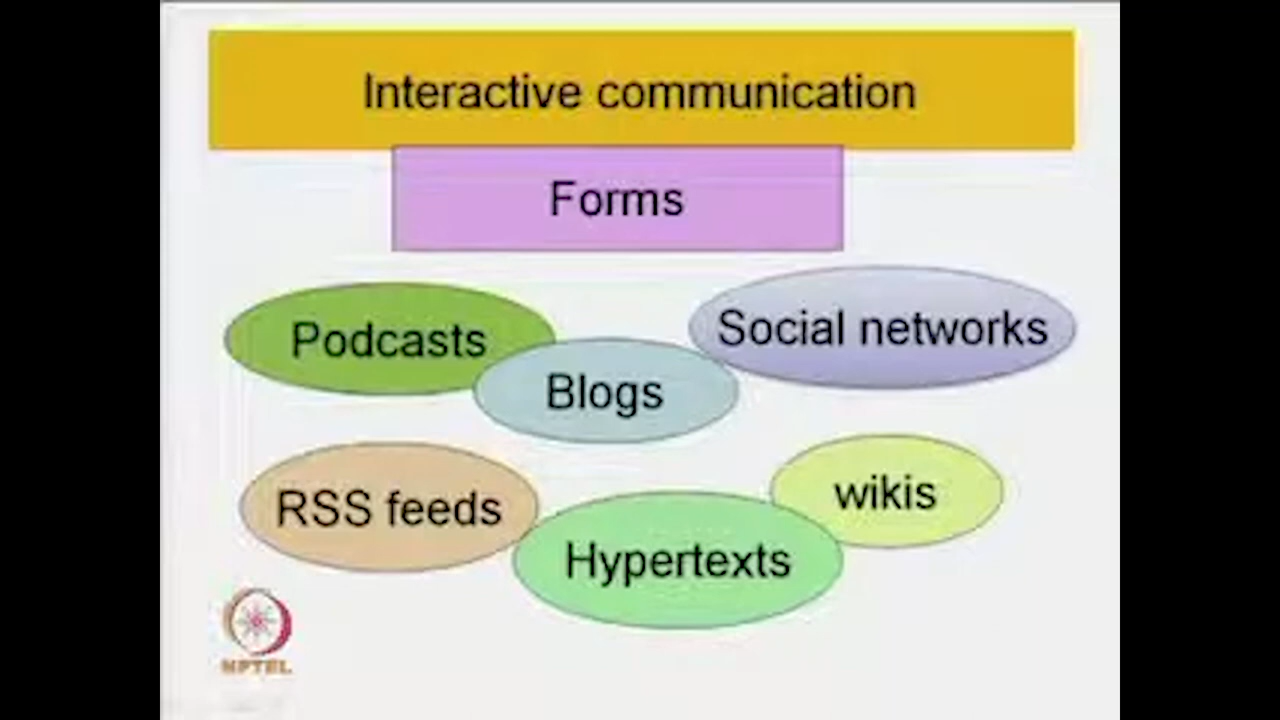 Interactive communication
Forms
Podcasts
Social networks
Blogs
RSS feeds
wikis
Hypertexts
NPTEL